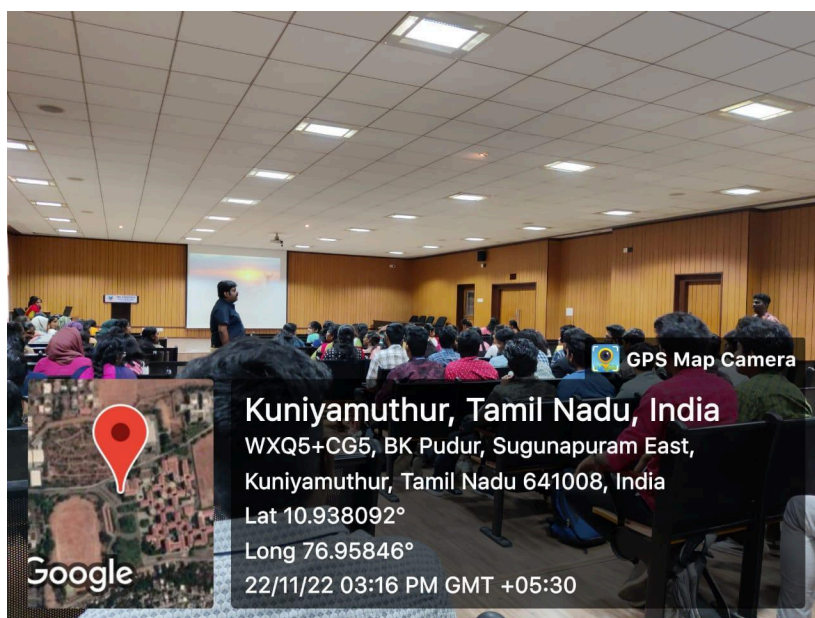 GPS Map Camera
Kuniyamuthur, Tamil Nadu, India
WXQ5+CG5, BK Pudur, Sugunapuram East,
Kuniyamuthur, Tamil Nadu 641008, India
Lat 10.938092°
Long 76.95846°
22/11/22 03:16 PM GMT +05:30
Google